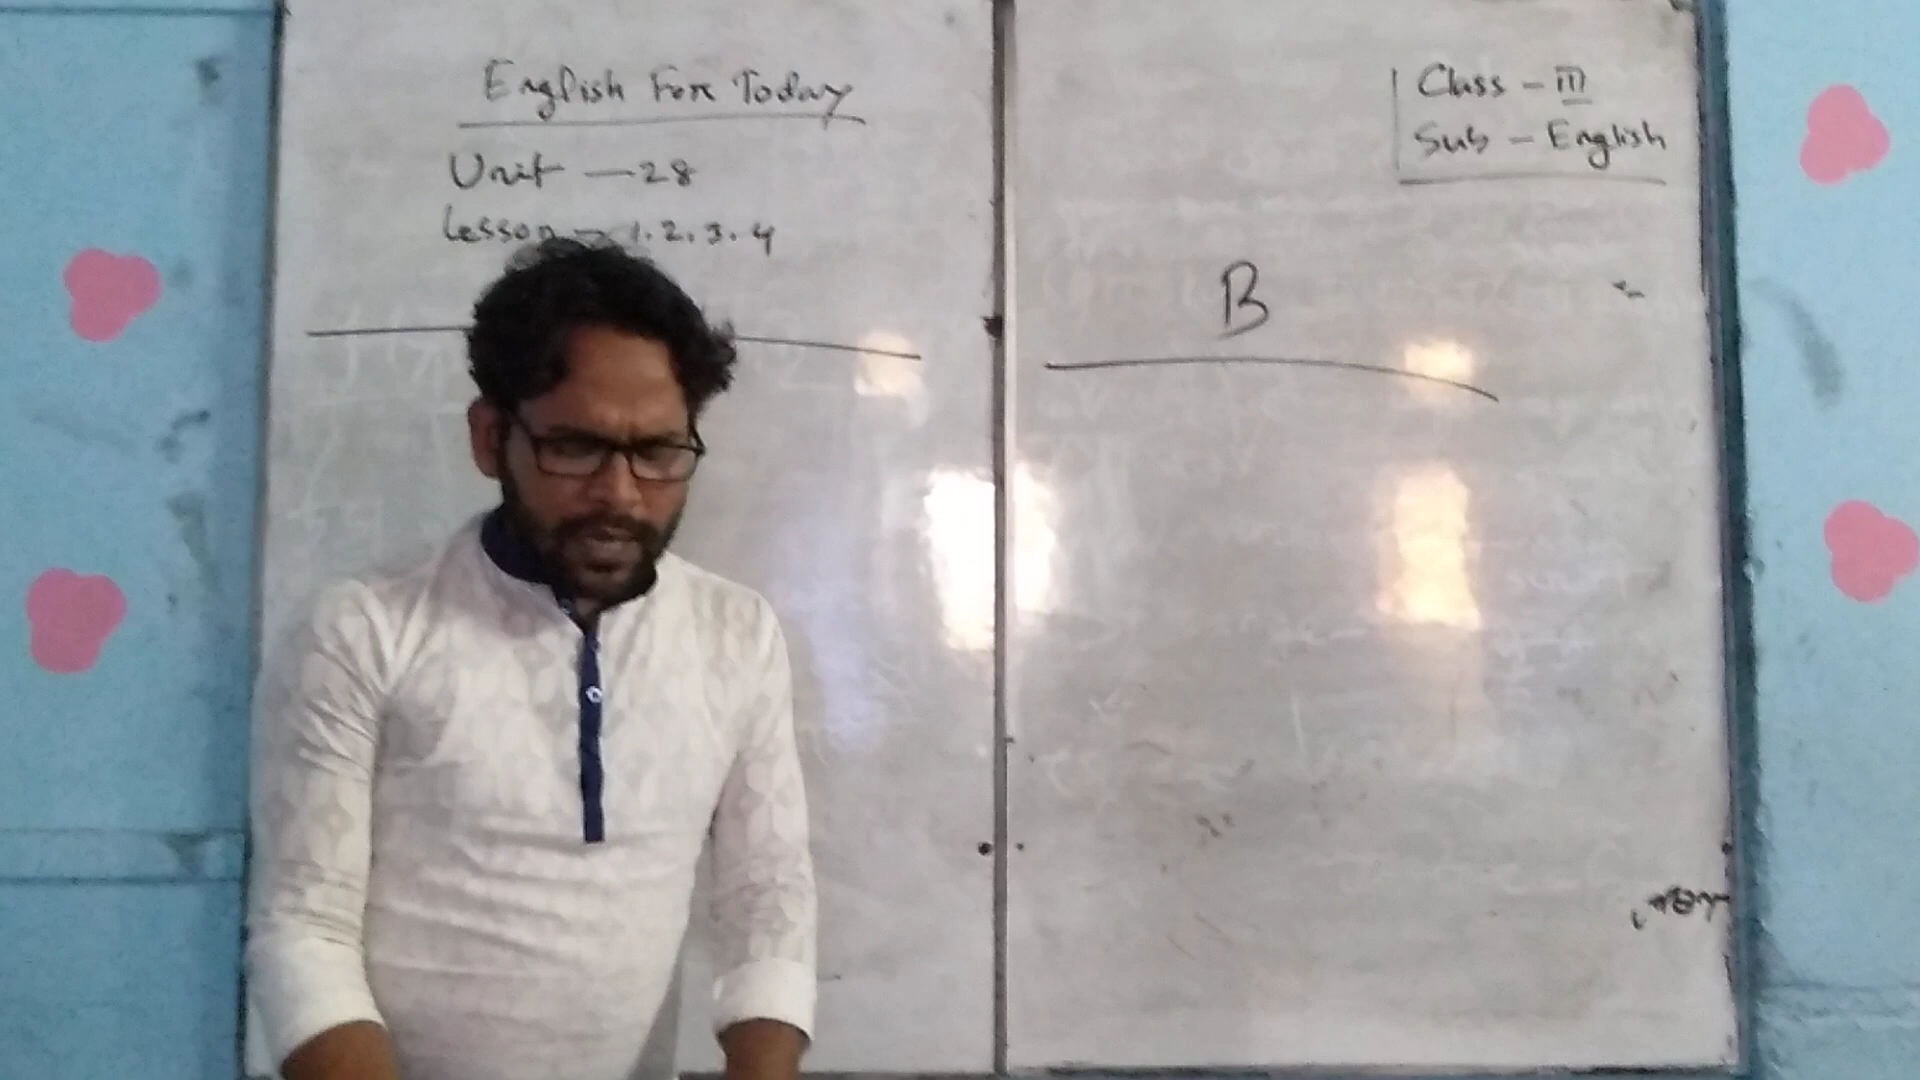 English For Today
Unit - 28
Lesson - 1.2.3.4
Class - III
Sub - English
B